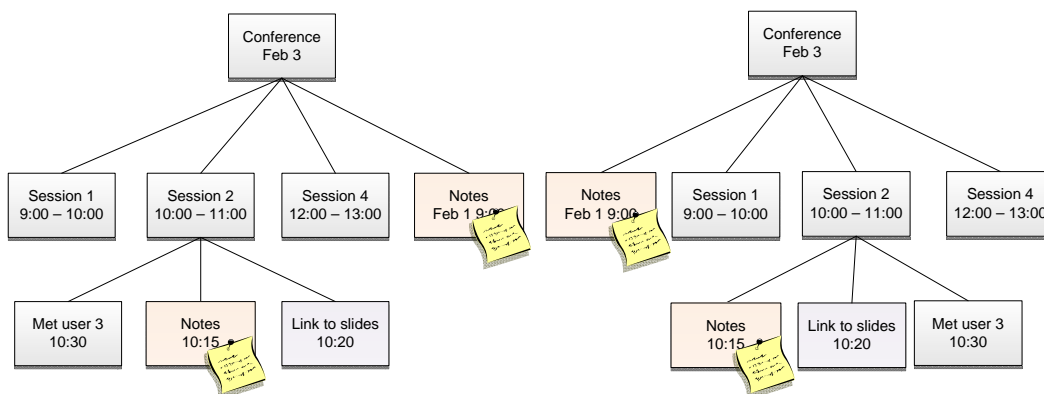 Conference
Feb 3
Session 1
9:00 – 10:00
Session 2
10:00 – 11:00
Session 4
12:00 – 13:00
Notes
Feb 1 9:00
Met user 3
10:30
Notes
10:15
Link to slides
10:20
Conference
Feb 3
Notes
Feb 1 9:00
Session 1
9:00 – 10:00
Session 2
10:00 – 11:00
Session 4
12:00 – 13:00
Notes
10:15
Link to slides
10:20
Met user 3
10:30